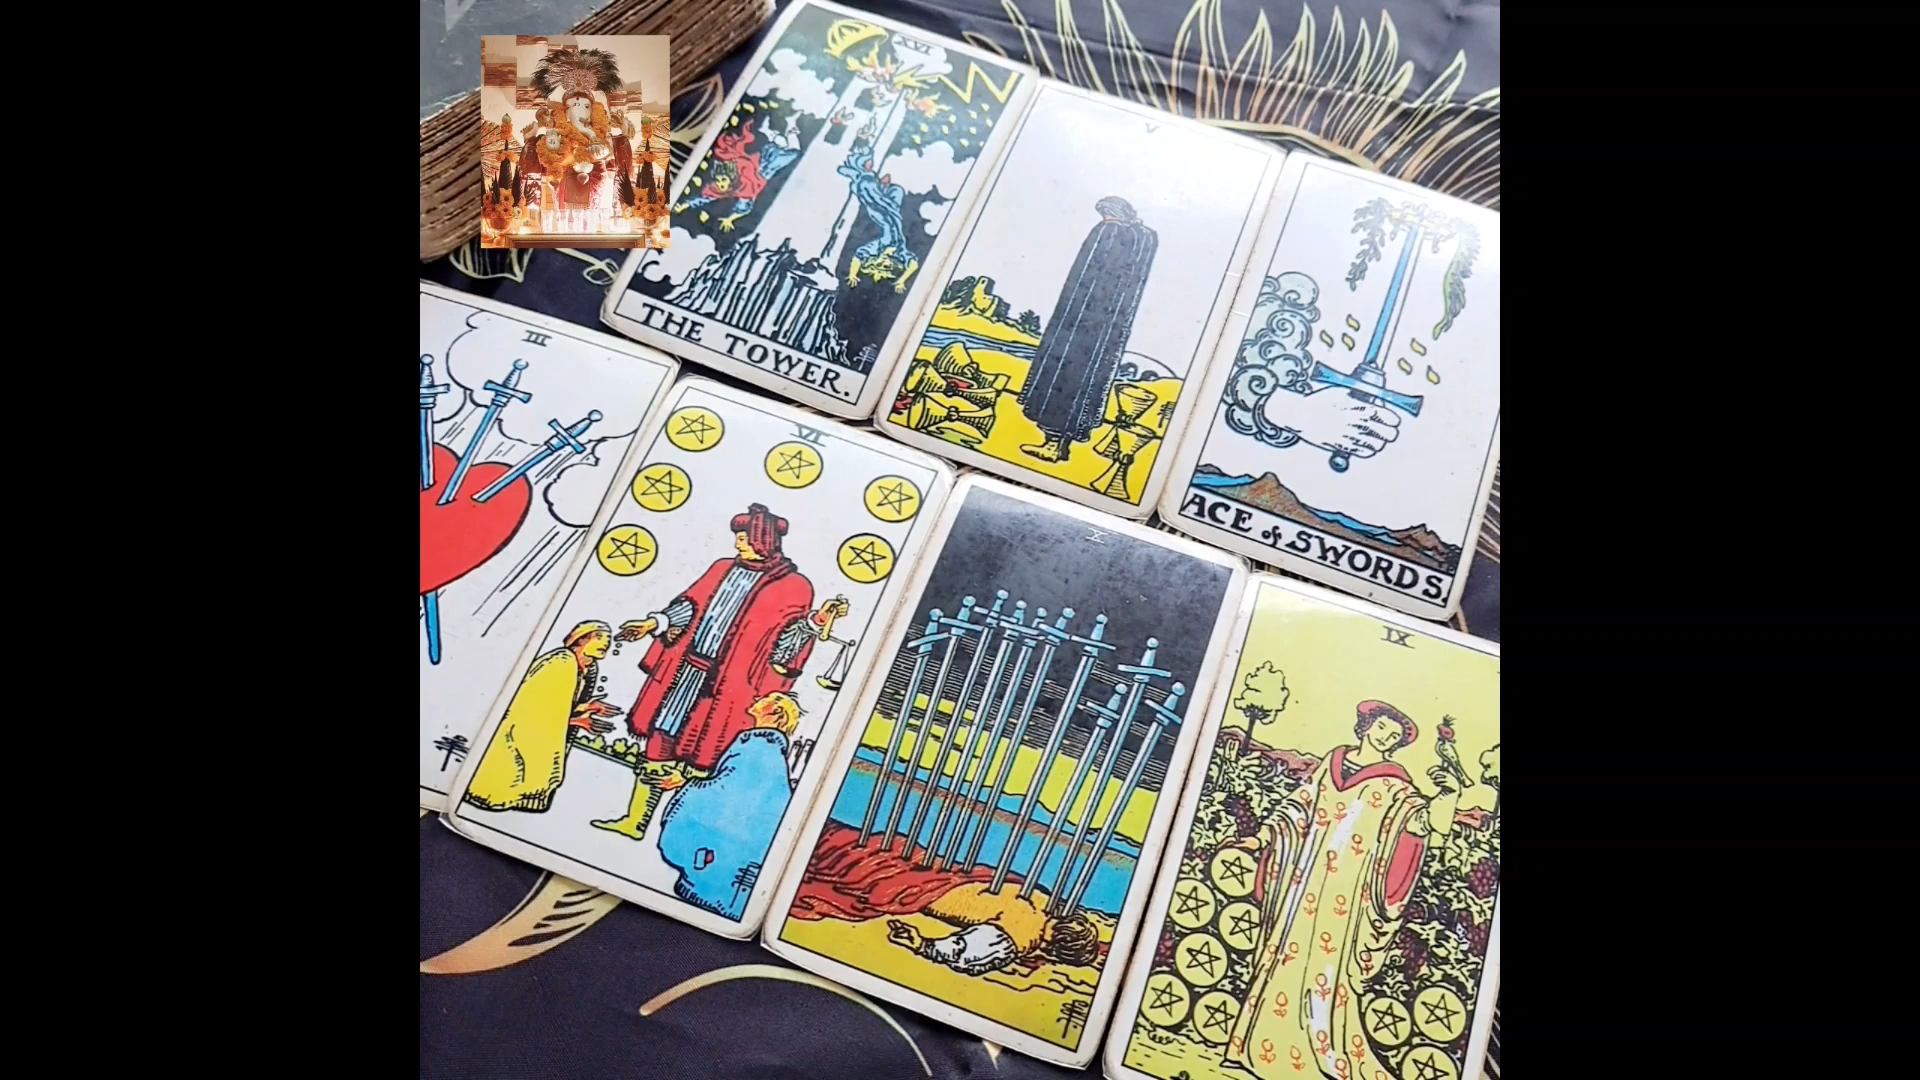 XVI
THE TOWER.
V
ACE of SWORDS.
III
VI
X
IX